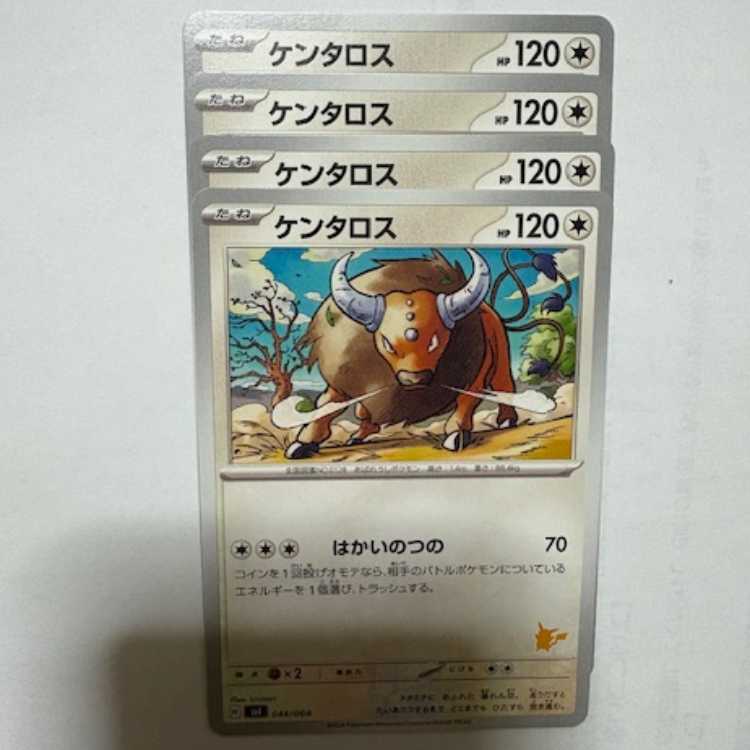 たね ケンタロス HP 120
たね ケンタロス HP 120
たね ケンタロス HP 120
たね ケンタロス HP 120
はかいのつの 70
コインを1回投げオモテなら、相手のバトルポケモンについている
エネルギーを1個選び、トラッシュする。
×2 にげる